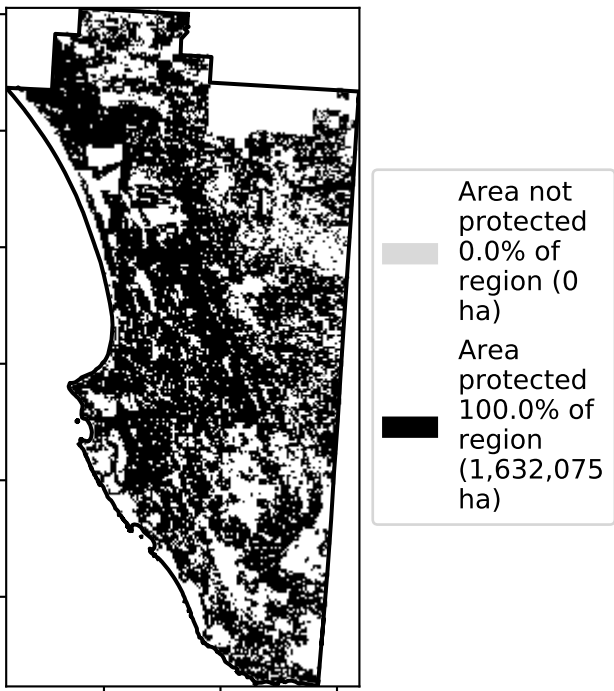 Area not
protected
0.0% of
region (0
ha)
Area
protected
100.0% of
region
(1,632,075
ha)